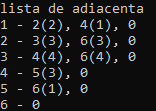 lista de adiacenta
1 - 2(2), 4(1), 0
2 - 3(3), 6(3), 0
3 - 4(4), 6(4), 0
4 - 5(3), 0
5 - 6(1), 0
6 - 0